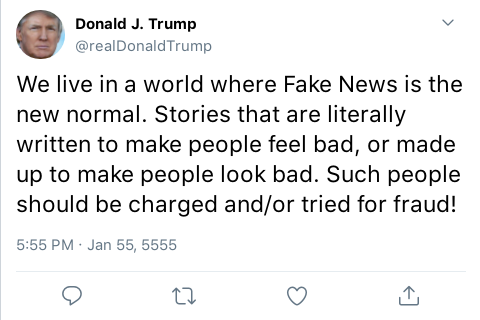 Donald J. Trump
@realDonaldTrump
We live in a world where Fake News is the
new normal. Stories that are literally
written to make people feel bad, or made
up to make people look bad. Such people
should be charged and/or tried for fraud!
5:55 PM · Jan 55, 5555